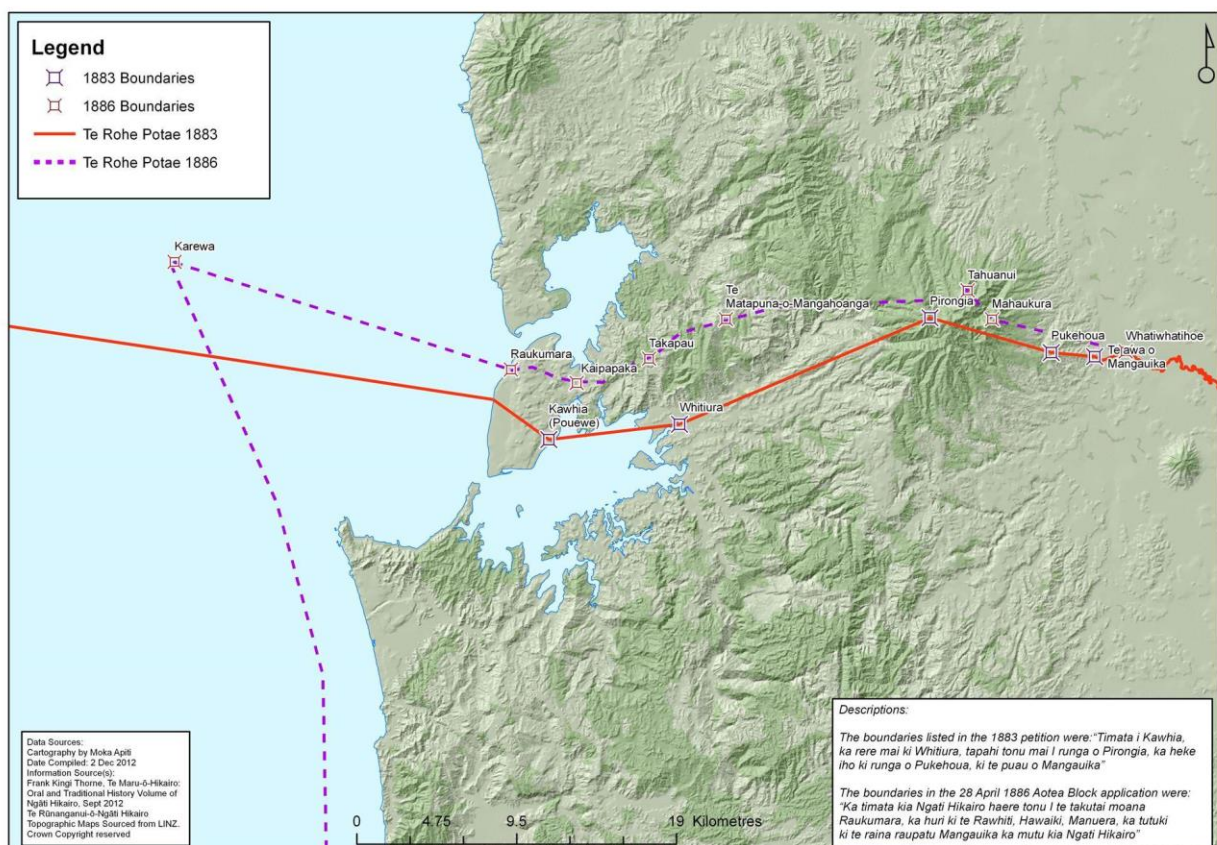 Legend
1883 Boundaries
1886 Boundaries
Te Rohe Potae 1883
Te Rohe Potae 1886
Karewa
Tahuanui
Te
Matapuna-o-Mangahoanga
Pirongia
Mahaukura
Pukehoua
Whatiwhatihoe
Te awa o
Mangauika
Raukumara
Takapau
Kaipapaka
Kawhia
(Pouewe)
Whitiura
Data Sources:
Cartography by Moka Apiti
Date Compiled: 2 Dec 2012
Information Source(s):
Frank Kingi Thorne, Te Maru-ō-Hikairo:
Oral and Traditional History Volume of
Ngāti Hikairo, Sept 2012
Te Rūnanganui-ō-Ngāti Hikairo
Topographic Maps Sourced from LINZ.
Crown Copyright reserved
0 4.75 9.5 19 Kilometres
Descriptions:
The boundaries listed in the 1883 petition were:“Timata i Kawhia,
ka rere mai ki Whitiura, tapahi tonu mai I runga o Pirongia, ka heke
iho ki runga o Pukehoua, ki te puau o Mangauika”
The boundaries in the 28 April 1886 Aotea Block application were:
“Ka timata kia Ngati Hikairo haere tonu I te takutai moana
Raukumara, ka huri ki te Rawhiti, Hawaiki, Manuera, ka tutuki
ki te raina raupatu Mangauika ka mutu kia Ngati Hikairo”